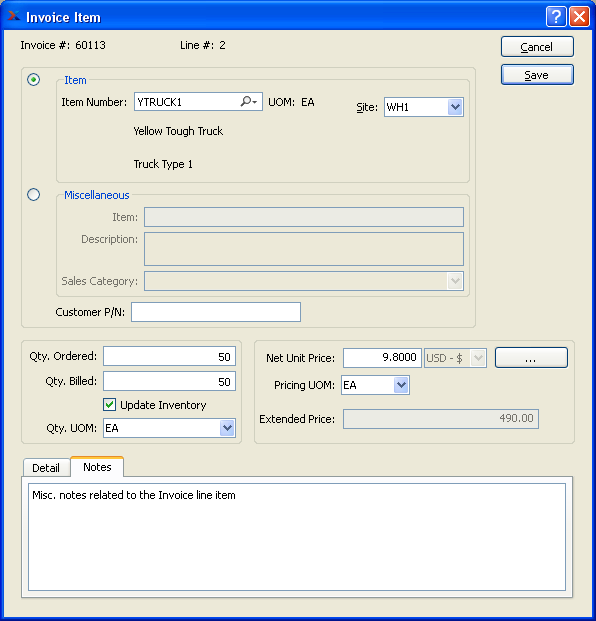 Invoice Item
Invoice #: 60113 Line #: 2
Cancel
Save
Item
Item Number: YTRUCK1 UOM: EA Site: WH1
Yellow Tough Truck
Truck Type 1
Miscellaneous
Item:
Description:
Sales Category:
Customer P/N:
Qty. Ordered: 50
Qty. Billed: 50
Update Inventory
Qty. UOM: EA
Net Unit Price: 9.8000 USD - $ ...
Pricing UOM: EA
Extended Price: 490.00
Detail Notes
Misc. notes related to the Invoice line item